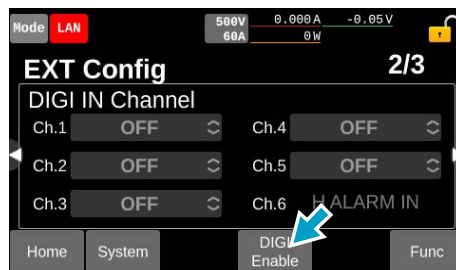 Mode LAN 500V 0.000A -0.05V
60A 0W
EXT Config 2/3
DIGI IN Channel
Ch.1 OFF Ch.4 OFF
Ch.2 OFF Ch.5 OFF
Ch.3 OFF Ch.6 H ALARM IN
Home System DIGI Enable Func